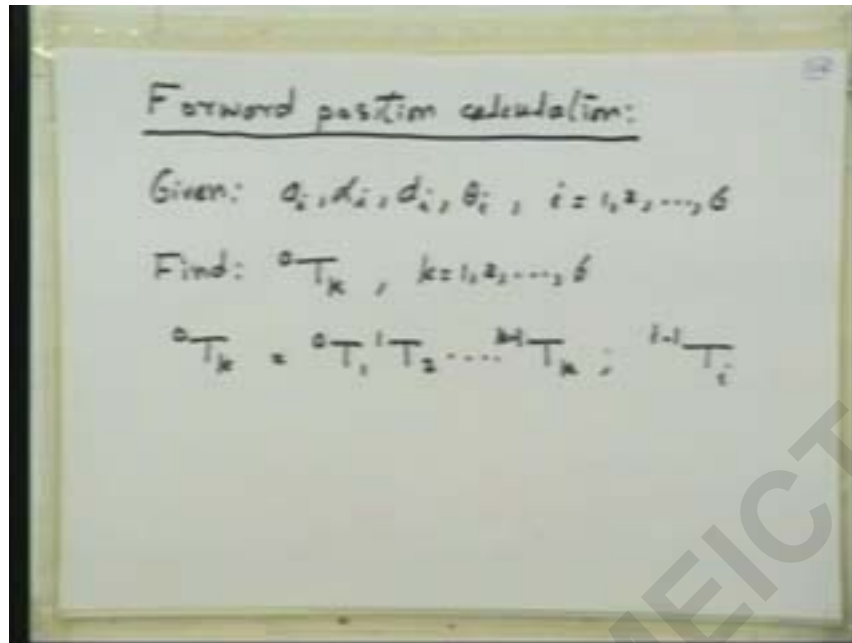 Forward position calculation:
Given: aᵢ, αᵢ, dᵢ, θᵢ, i = 1, 2, ..., 6
Find: ⁰Tₖ, k = 1, 2, ..., 6
⁰Tₖ = ⁰T₁ ¹T₂ .... ᵏ⁻¹Tₖ ; ⁱ⁻¹Tᵢ
MEICT